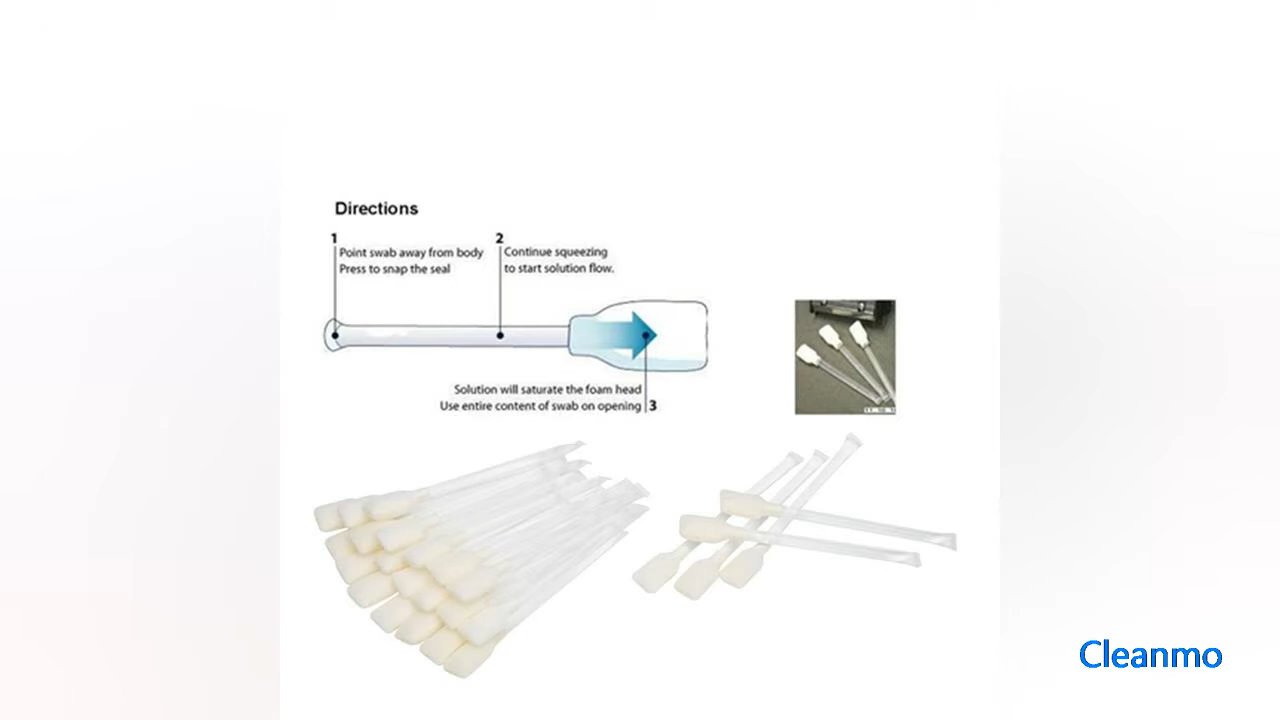 Directions
1
Point swab away from body
Press to snap the seal
2
Continue squeezing
to start solution flow.
Solution will saturate the foam head
Use entire content of swab on opening
3
Cleanmo